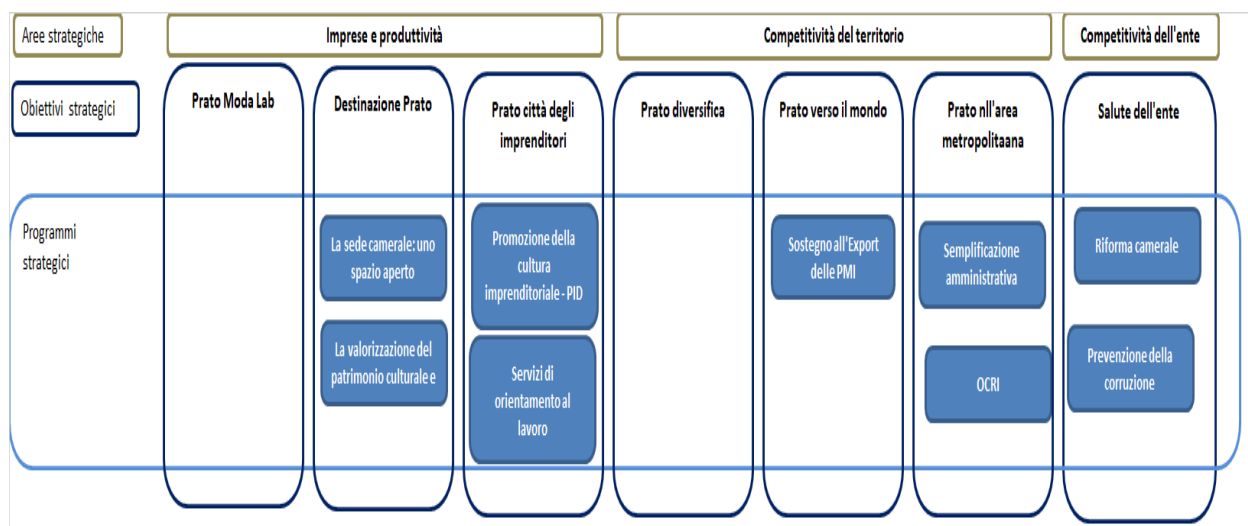 Aree strategiche
Imprese e produttività
Competitività del territorio
Competitività dell'ente
Obiettivi strategici
Prato Moda Lab
Destinazione Prato
Prato città degli
imprenditori
Prato diversifica
Prato verso il mondo
Prato nll'area
metropolitaana
Salute dell'ente
Programmi
strategici
La sede camerale: uno
spazio aperto
La valorizzazione del
patrimonio culturale e
Promozione della
cultura
imprenditoriale - PID
Servizi di
orientamento al
lavoro
Sostegno all'Export
delle PMI
Semplificazione
amministrativa
OCRI
Riforma camerale
Prevenzione della
corruzione